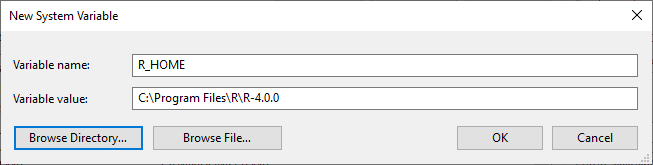 New System Variable
Variable name: R_HOME
Variable value: C:\Program Files\R\R-4.0.0
Browse Directory... Browse File... OK Cancel